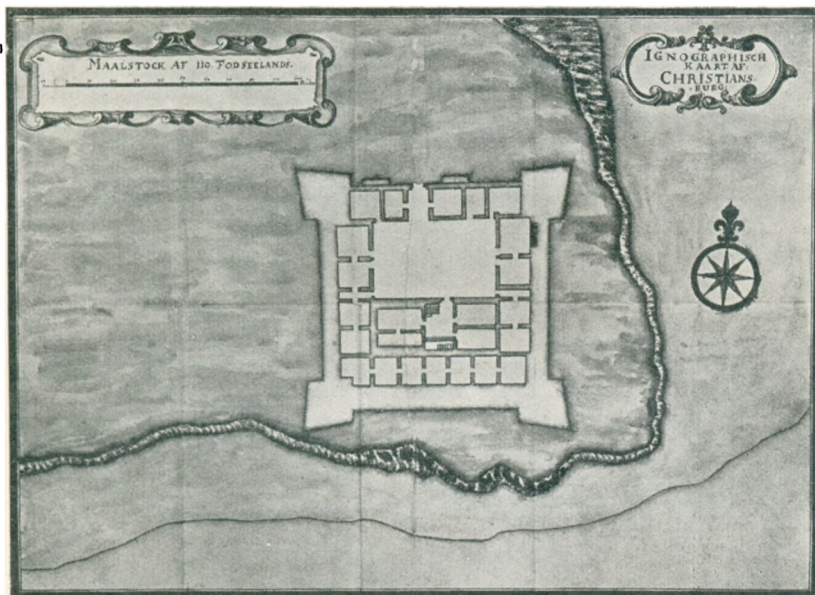 MAALSTOCK AF 110. FODSEELANDS.
IGNOGRAPHISCH
KAART AF:
CHRISTIANS-
-BURG